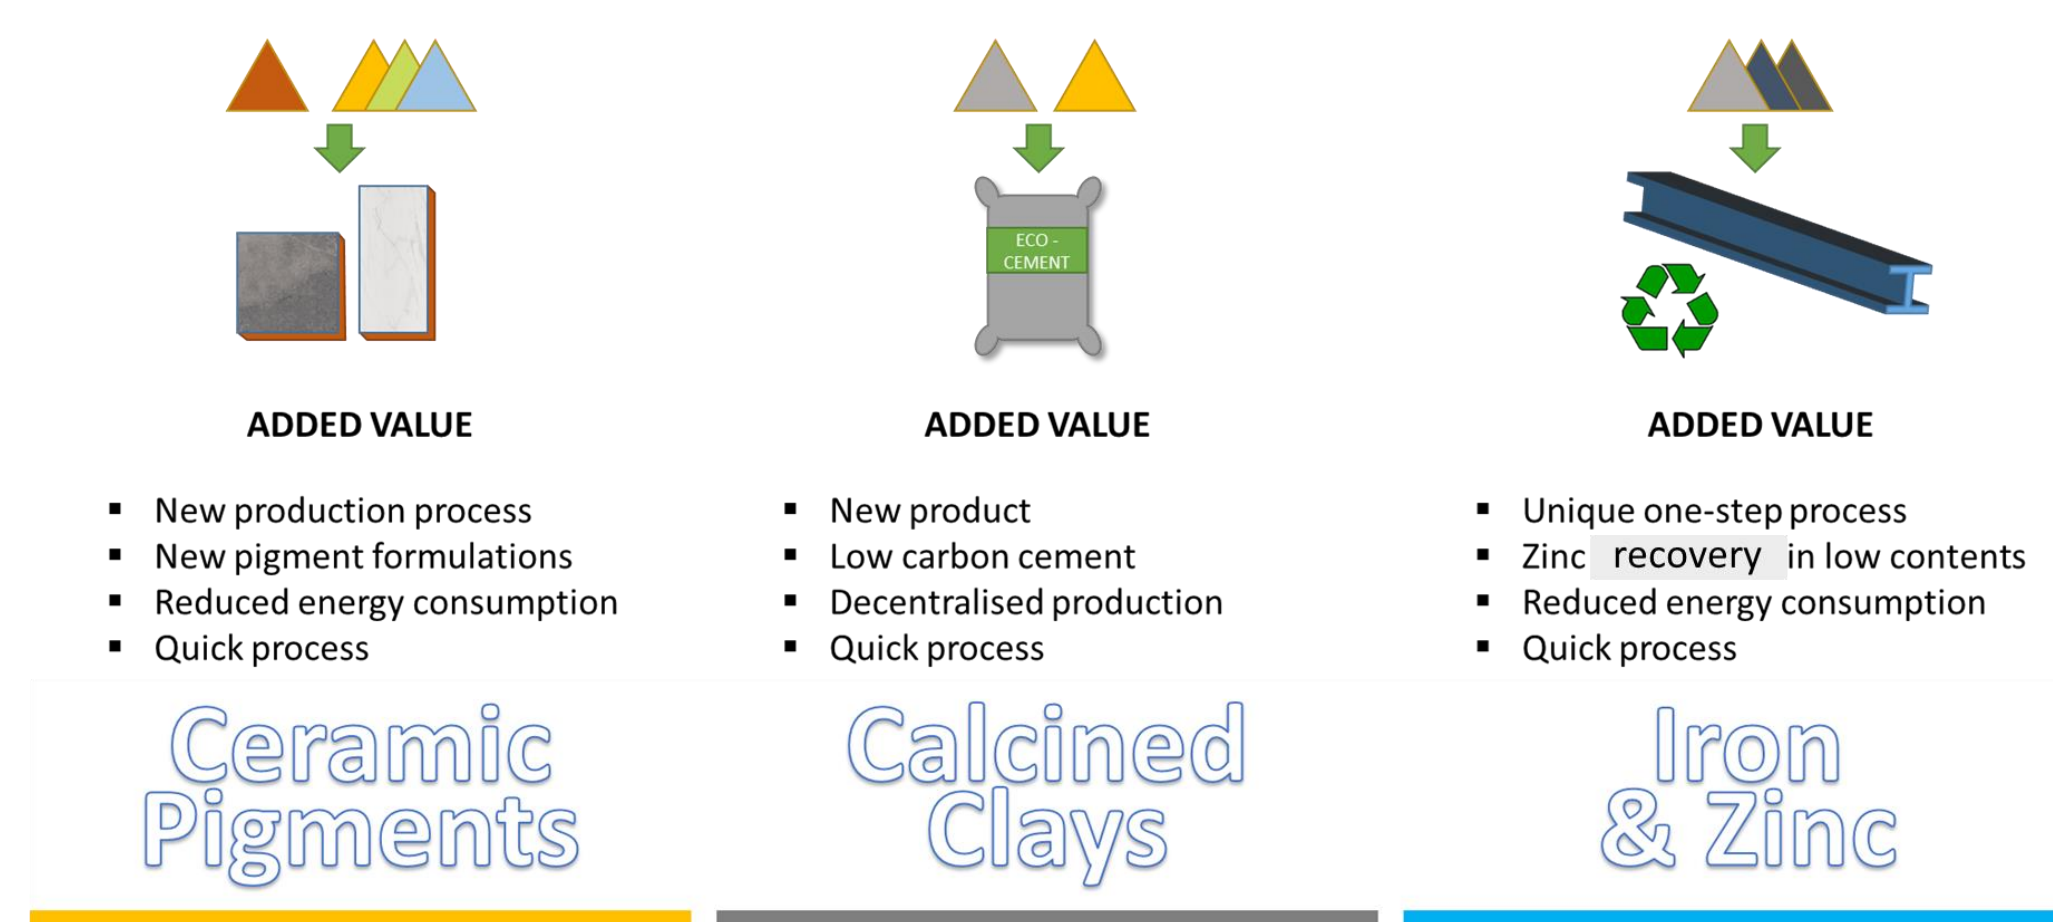 ECO -
CEMENT
ADDED VALUE
New production process
New pigment formulations
Reduced energy consumption
Quick process
Ceramic
Pigments
ADDED VALUE
New product
Low carbon cement
Decentralised production
Quick process
Calcined
Clays
ADDED VALUE
Unique one-step process
Zinc recovery in low contents
Reduced energy consumption
Quick process
Iron
& Zinc